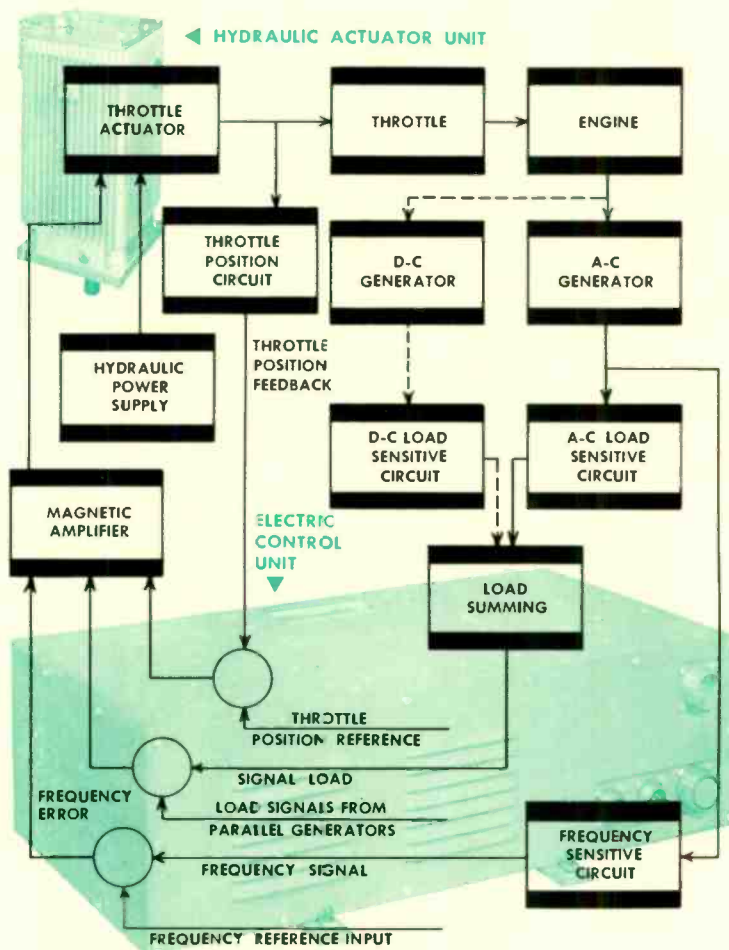 ◀ HYDRAULIC ACTUATOR UNIT
THROTTLE
ACTUATOR
THROTTLE
ENGINE
THROTTLE
POSITION
CIRCUIT
D-C
GENERATOR
A-C
GENERATOR
HYDRAULIC
POWER
SUPPLY
THROTTLE
POSITION
FEEDBACK
D-C LOAD
SENSITIVE
CIRCUIT
A-C LOAD
SENSITIVE
CIRCUIT
MAGNETIC
AMPLIFIER
ELECTRIC
CONTROL
UNIT
▼
LOAD
SUMMING
THROTTLE
POSITION REFERENCE
SIGNAL LOAD
LOAD SIGNALS FROM
PARALLEL GENERATORS
FREQUENCY
ERROR
FREQUENCY SIGNAL
FREQUENCY
SENSITIVE
CIRCUIT
FREQUENCY REFERENCE INPUT